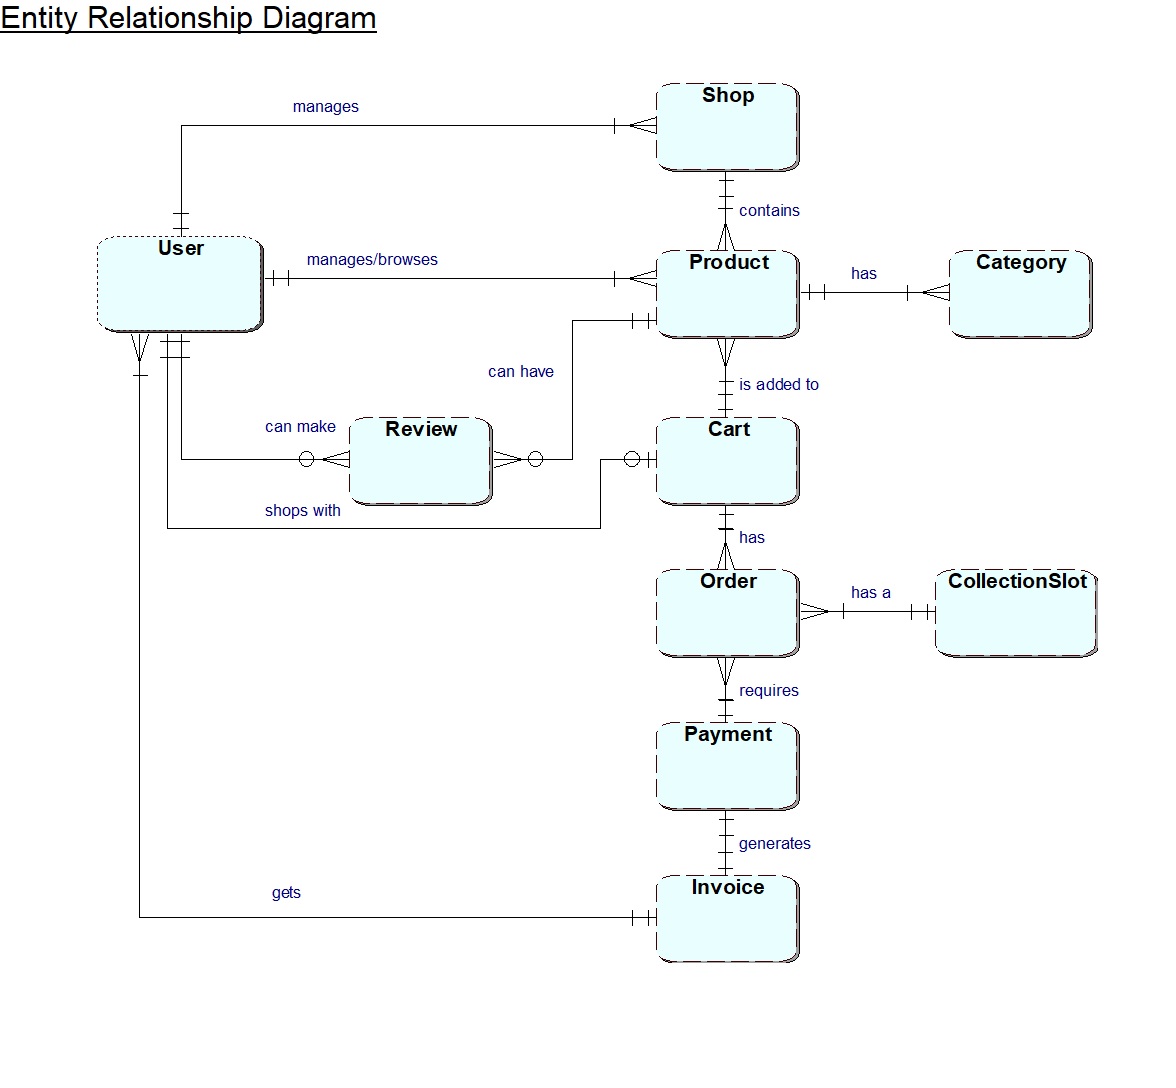 Entity Relationship Diagram
Shop
manages
contains
User
manages/browses
Product
has
Category
can have
is added to
can make
Review
Cart
shops with
has
Order
has a
CollectionSlot
requires
Payment
generates
gets
Invoice